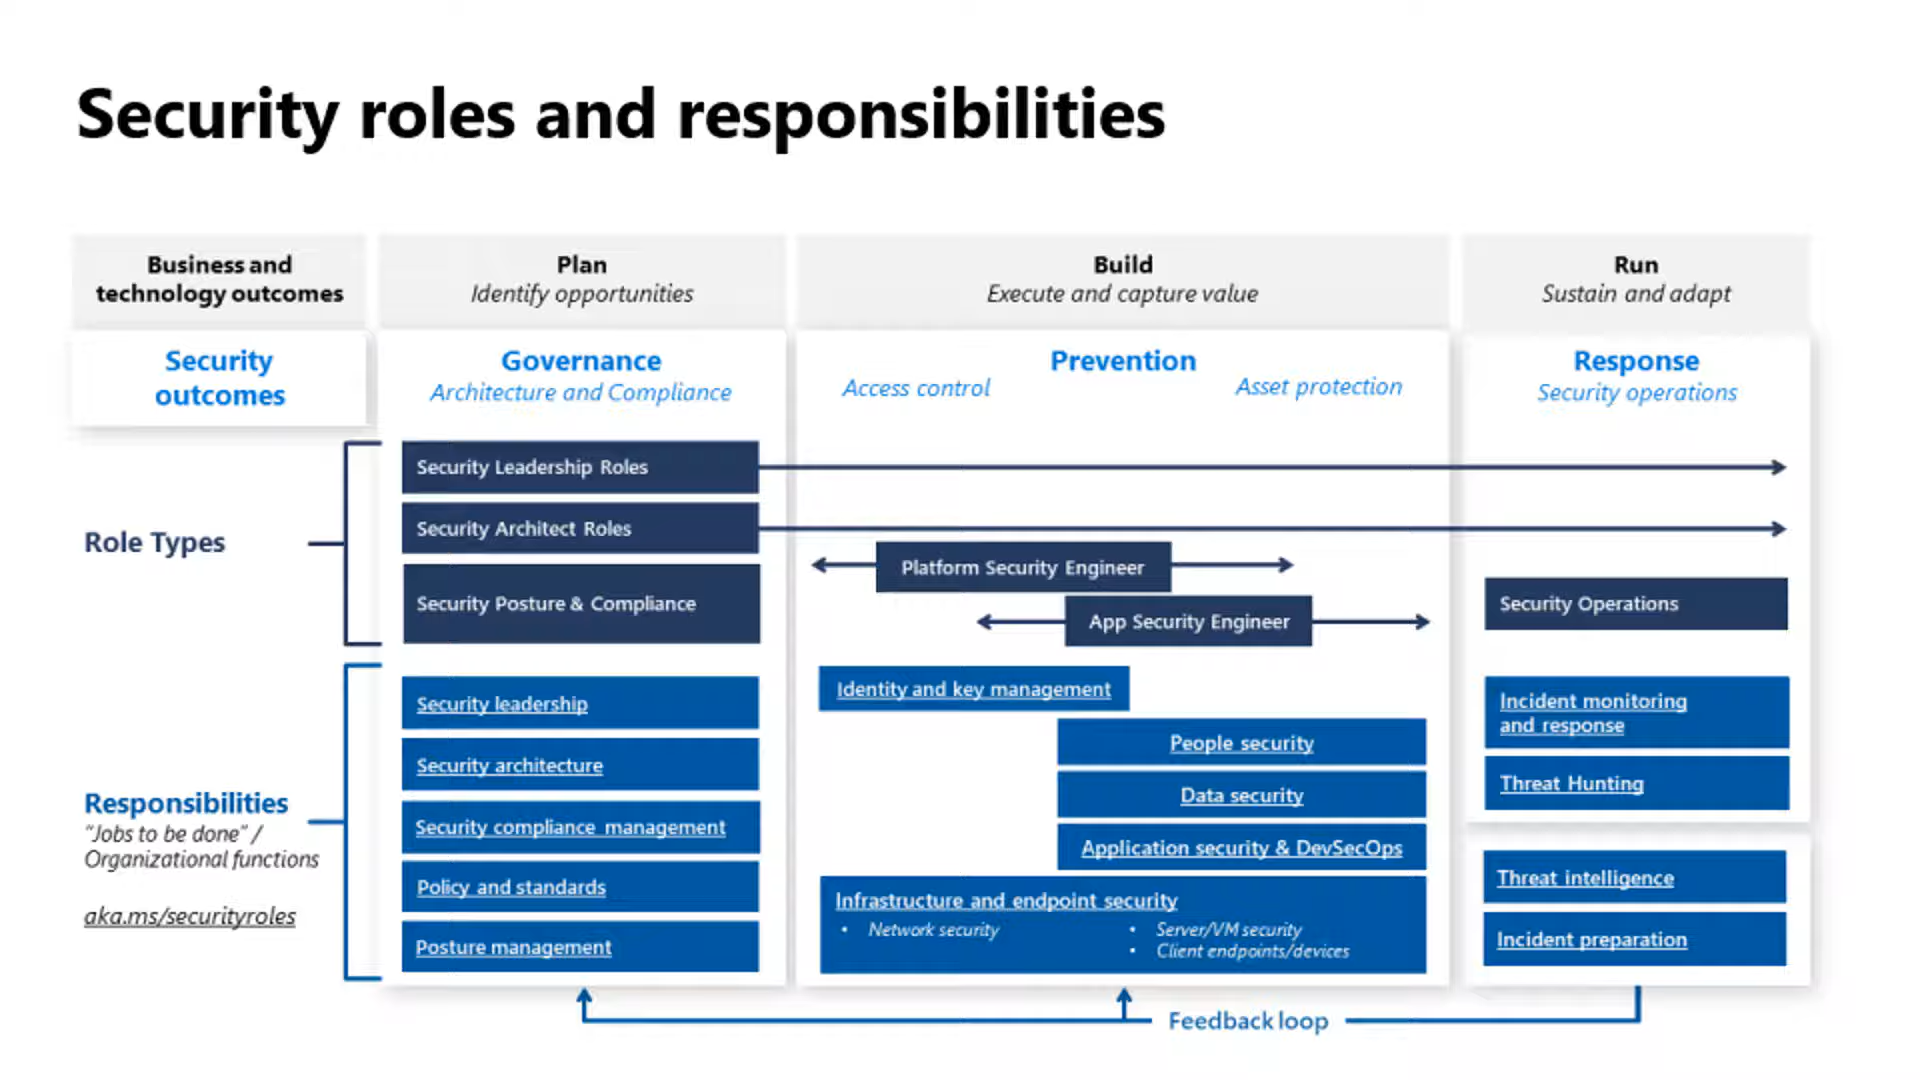 Security roles and responsibilities
Business and
technology outcomes
Plan
Identify opportunities
Build
Execute and capture value
Run
Sustain and adapt
Security
outcomes
Governance
Architecture and Compliance
Prevention
Access control
Asset protection
Response
Security operations
Role Types
Security Leadership Roles
Security Architect Roles
Security Posture & Compliance
Platform Security Engineer
App Security Engineer
Security Operations
Responsibilities
"Jobs to be done" /
Organizational functions
aka.ms/securityroles
Security leadership
Security architecture
Security compliance management
Policy and standards
Posture management
Identity and key management
People security
Data security
Application security & DevSecOps
Infrastructure and endpoint security
• Network security
• Server/VM security
• Client endpoints/devices
Incident monitoring
and response
Threat Hunting
Threat intelligence
Incident preparation
Feedback loop